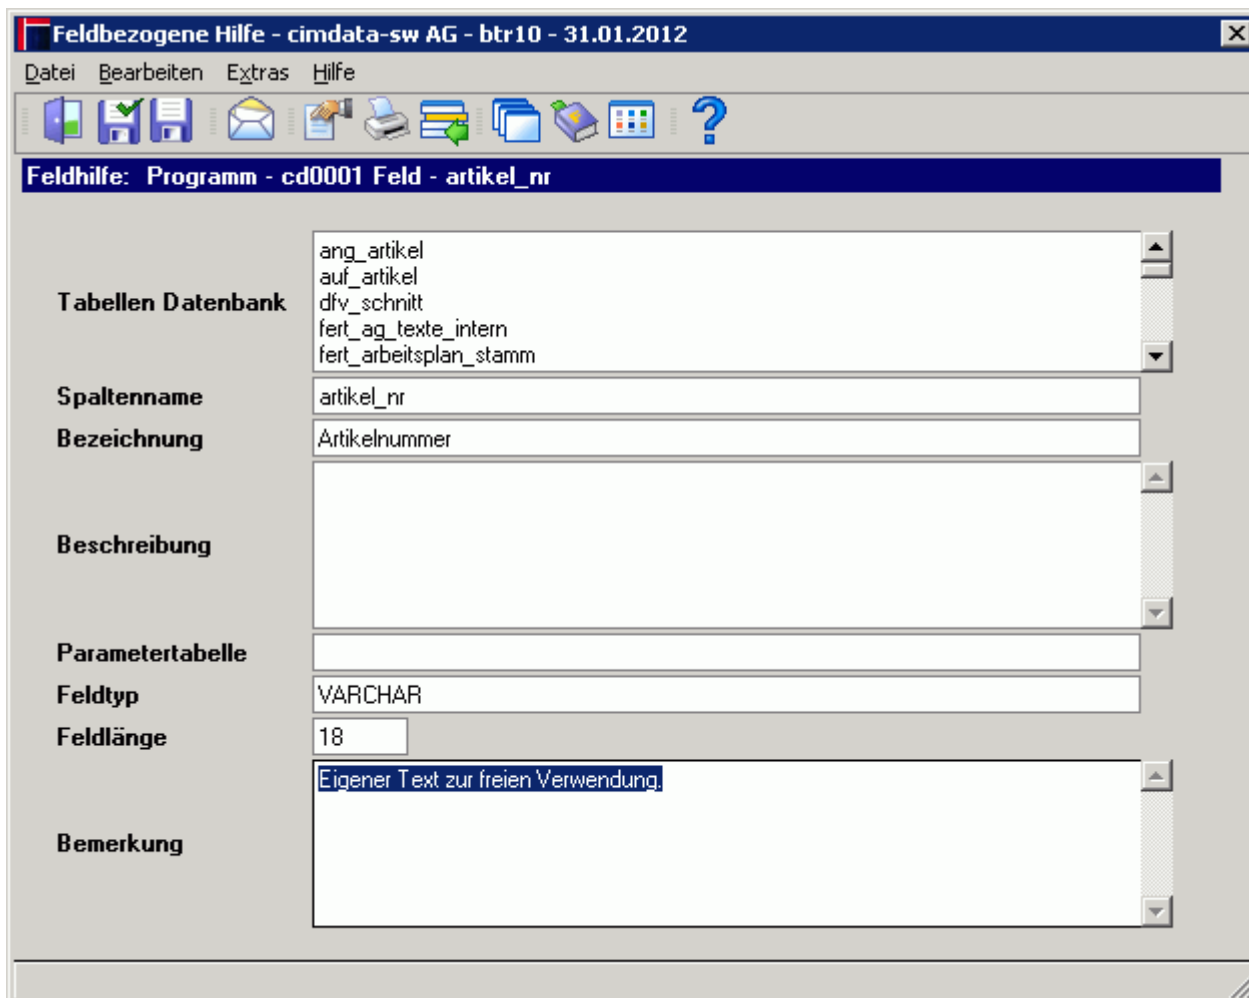 Feldbezogene Hilfe - cimdata-sw AG - btr10 - 31.01.2012
Datei Bearbeiten Extras Hilfe
Feldhilfe: Programm - cd0001 Feld - artikel_nr
Tabellen Datenbank
ang_artikel
auf_artikel
dfv_schnitt
fert_ag_texte_intern
fert_arbeitsplan_stamm
Spaltenname artikel_nr
Bezeichnung Artikelnummer
Beschreibung
Parametertabelle
Feldtyp VARCHAR
Feldlänge 18
Bemerkung Eigener Text zur freien Verwendung.